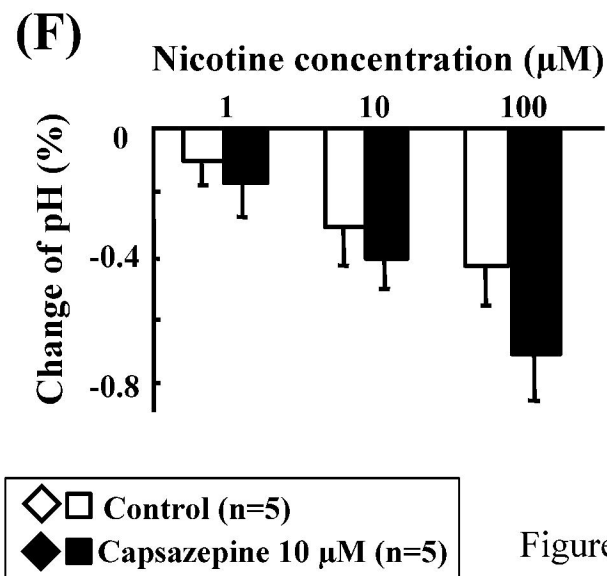 (F)
Nicotine concentration (μM)
1 10 100
Change of pH (%)
0
-0.4
-0.8
Control (n=5)
Capsazepine 10 μM (n=5)
Figure